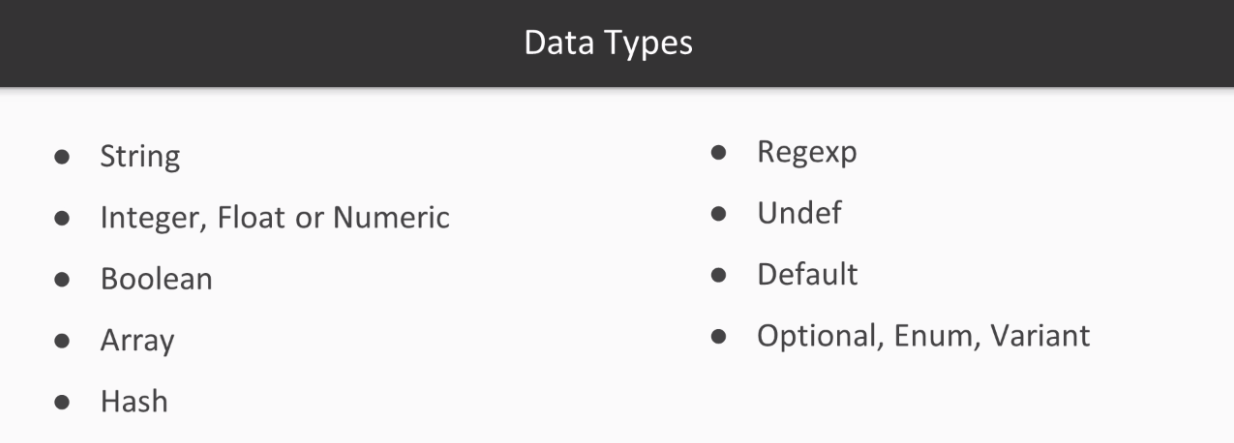 Data Types
● String
● Integer, Float or Numeric
● Boolean
● Array
● Hash
● Regexp
● Undef
● Default
● Optional, Enum, Variant